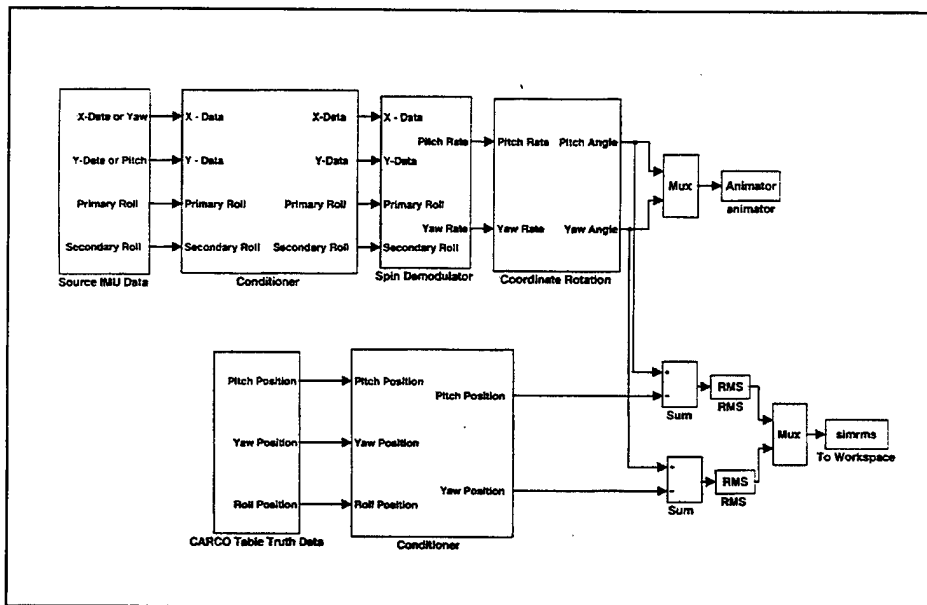 X-Data or Yaw
Y-Data or Pitch
Primary Roll
Secondary Roll
Source IMU Data
X - Data
Y - Data
Primary Roll
Secondary Roll
X-Data
Y-Data
Primary Roll
Secondary Roll
Conditioner
X - Data
Y-Data
Primary Roll
Secondary Roll
Pitch Rate
Yaw Rate
Spin Demodulator
Pitch Rate
Yaw Rate
Pitch Angle
Yaw Angle
Coordinate Rotation
Mux
Animator
animator
Pitch Position
Yaw Position
Roll Position
CARCO Table Truth Data
Pitch Position
Yaw Position
Roll Position
Pitch Position
Yaw Position
Conditioner
+
-
Sum
RMS
RMS
+
-
Sum
RMS
RMS
Mux
simrms
To Workspace